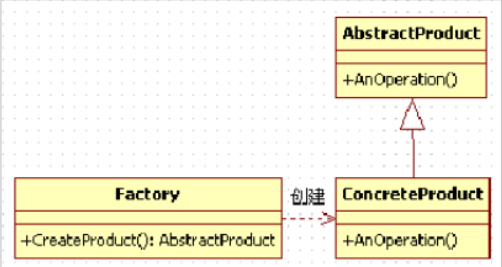 AbstractProduct
+AnOperation()
Factory
创建
ConcreteProduct
+CreateProduct(): AbstractProduct
+AnOperation()